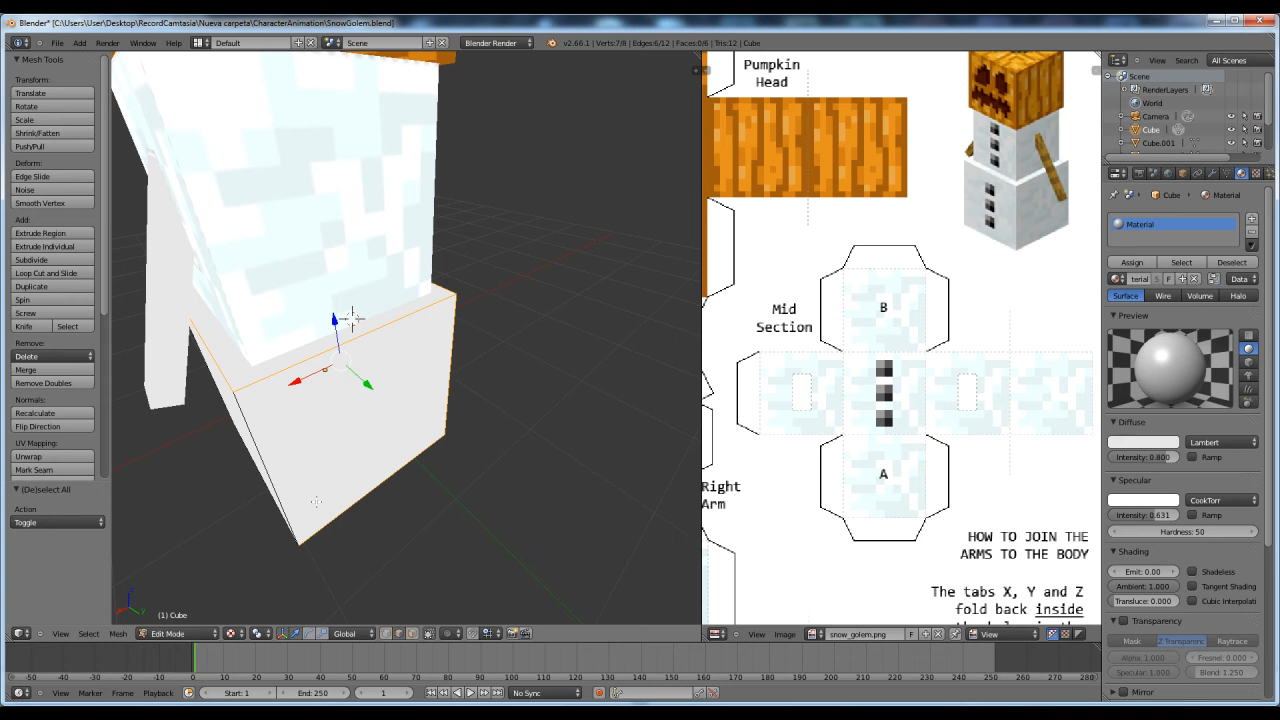 Blender* [C:\Users\User\Desktop\RecordCamtasia\Nueva carpeta\CharacterAnimation\SnowGolem.blend]
File Add Render Window Help Default Scene Blender Render v2.66.1 | Verts:7/8 | Edges:6/12 | Faces:0/6 | Tris:12 | Cube
Mesh Tools
Transform:
Translate
Rotate
Scale
Shrink/Fatten
Push/Pull
Deform:
Edge Slide
Noise
Smooth Vertex
Add:
Extrude Region
Extrude Individual
Subdivide
Loop Cut and Slide
Duplicate
Spin
Screw
Knife Select
Remove:
Delete
Merge
Remove Doubles
Normals:
Recalculate
Flip Direction
UV Mapping:
Unwrap
Mark Seam
(De)select All
Action
Toggle
(1) Cube
View Select Mesh Edit Mode Global
Pumpkin
Head
Mid
Section
B
A
Right
Arm
HOW TO JOIN THE
ARMS TO THE BODY
The tabs X, Y and Z
fold back inside
View Image snow_golem.png F View
View Search All Scenes
Scene
RenderLayers
World
Camera
Cube
Cube.001
Cube Material
Material
Assign Select Deselect
terial 5 F Data
Surface Wire Volume Halo
Preview
Diffuse
Lambert
Intensity: 0.800 Ramp
Specular
CookTorr
Intensity: 0.631 Ramp
Hardness: 50
Shading
Emit: 0.00 Shadeless
Ambient: 1.000 Tangent Shading
Transluce: 0.000 Cubic Interpolati
Transparency
Mask Z Transparenc Raytrace
Alpha: 1.000 Fresnel: 0.000
Specular: 1.000 Blend: 1.250
Mirror
-50 -40 -30 -20 -10 0 10 20 30 40 50 60 70 80 90 100 110 120 130 140 150 160 170 180 190 200 210 220 230 240 250 260 270 280
View Marker Frame Playback Start: 1 End: 250 1 No Sync